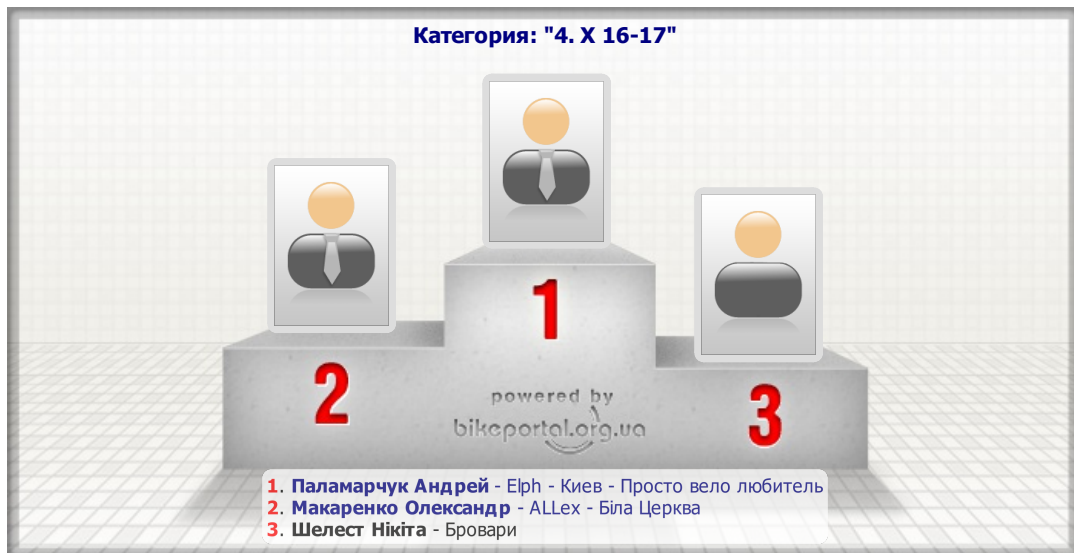 Категория: "4. Х 16-17"
1
2
3
powered by
bikeportal.org.ua
1. Паламарчук Андрей - Elph - Киев - Просто вело любитель
2. Макаренко Олександр - ALLex - Біла Церква
3. Шелест Нікіта - Бровари